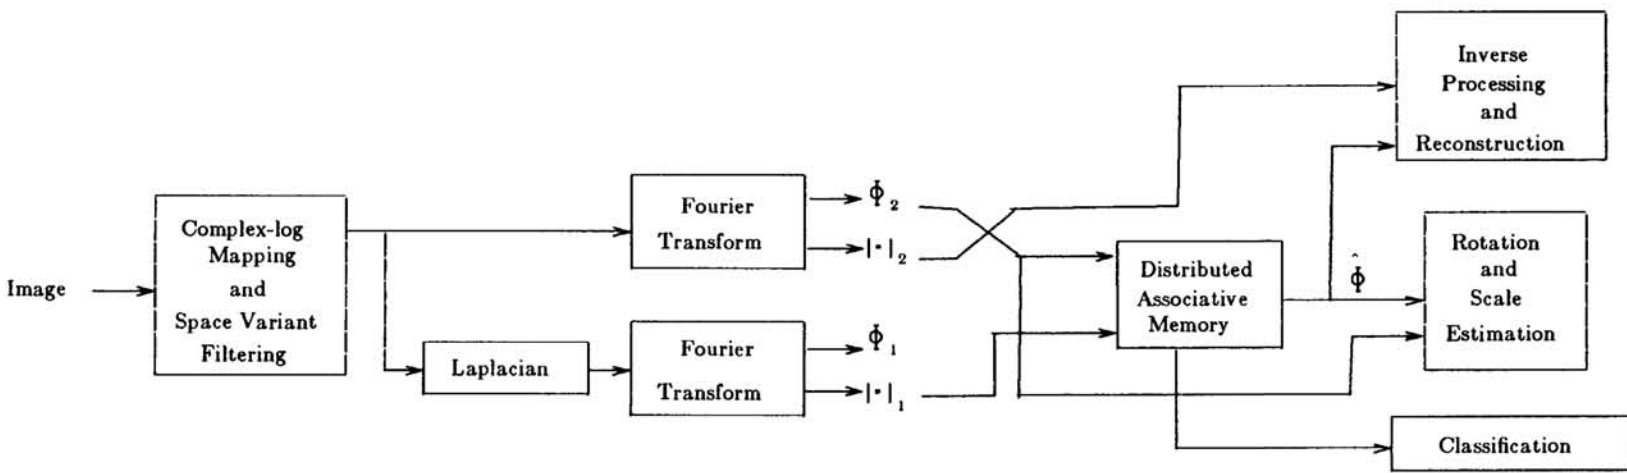 Image
Complex-log
Mapping
and
Space Variant
Filtering
Laplacian
Fourier
Transform
Φ₂
|·|₂
Fourier
Transform
Φ₁
|·|₁
Distributed
Associative
Memory
Φ̂
Inverse
Processing
and
Reconstruction
Rotation
and
Scale
Estimation
Classification